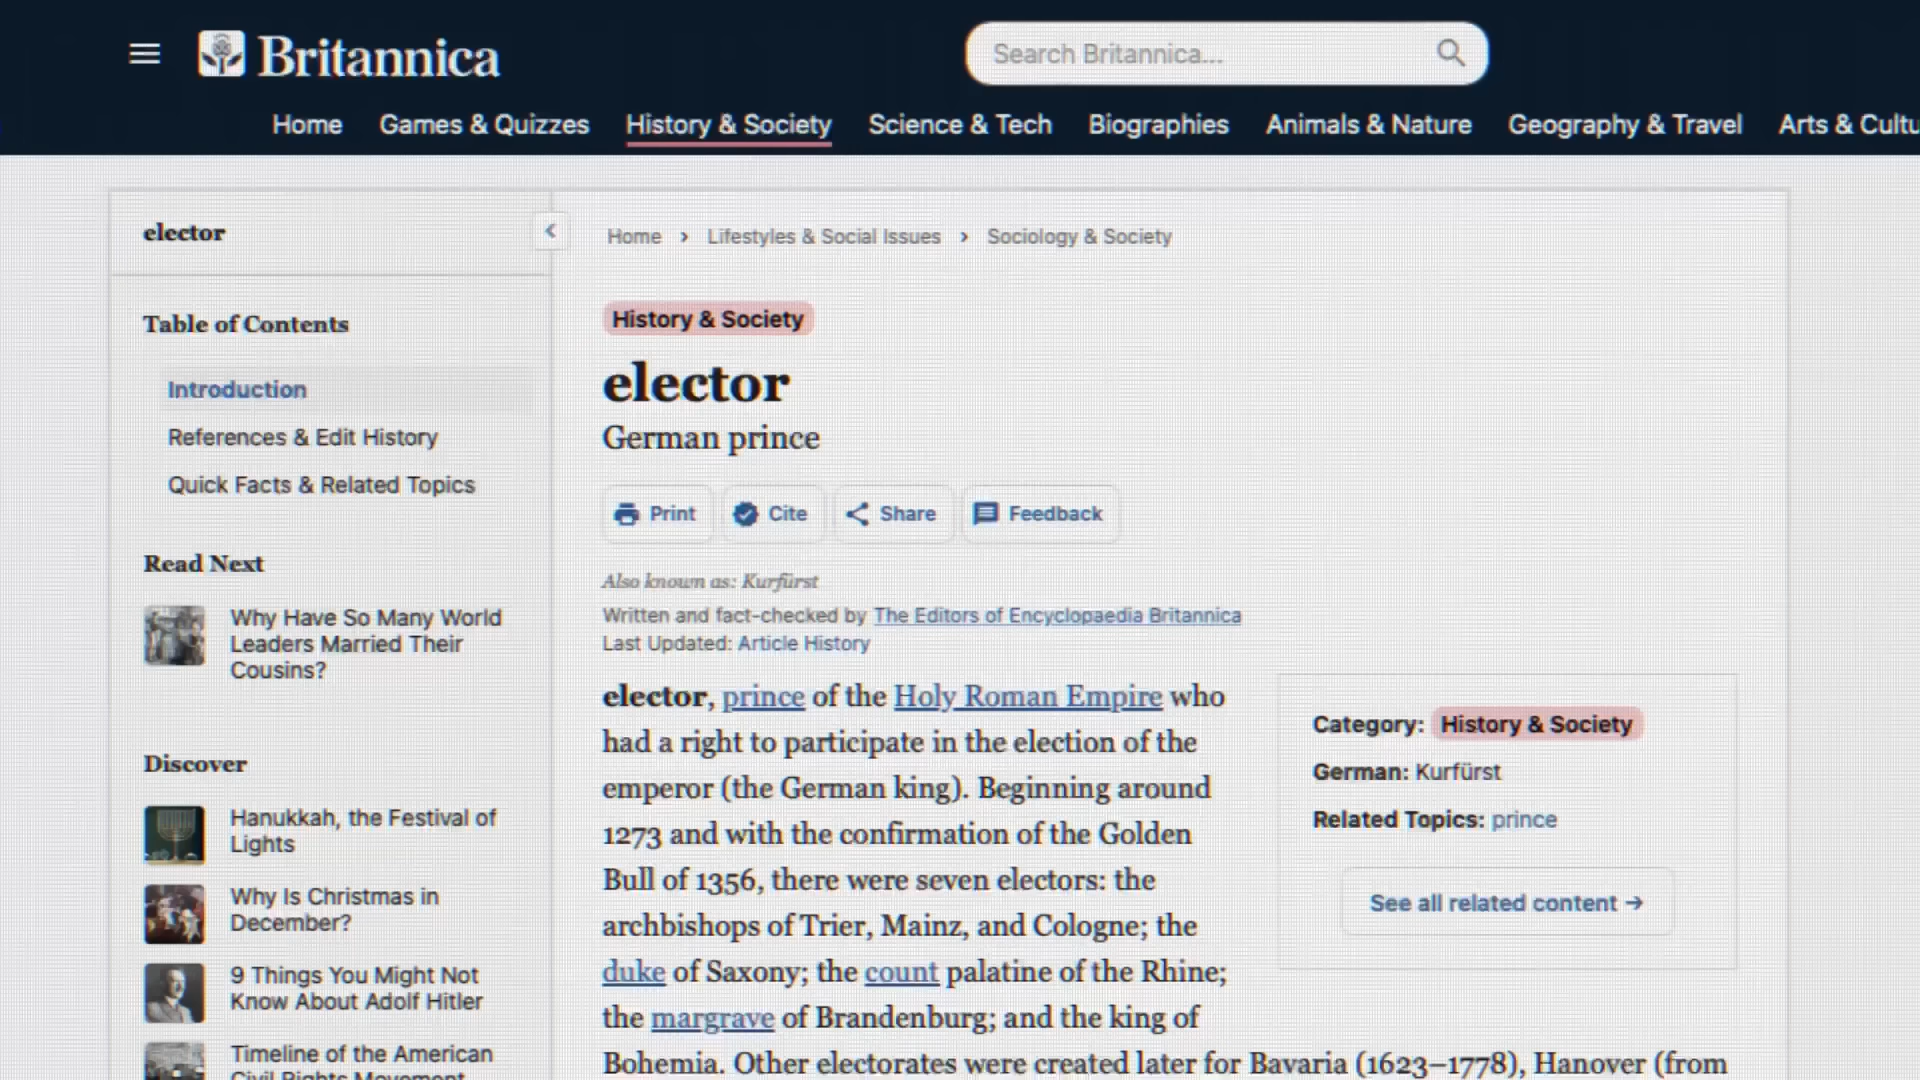 Britannica
Search Britannica...
Home
Games & Quizzes
History & Society
Science & Tech
Biographies
Animals & Nature
Geography & Travel
Arts & Cultu
elector
Table of Contents
Introduction
References & Edit History
Quick Facts & Related Topics
Read Next
Why Have So Many World
Leaders Married Their
Cousins?
Discover
Hanukkah, the Festival of
Lights
Why Is Christmas in
December?
9 Things You Might Not
Know About Adolf Hitler
Timeline of the American
Civil Rights Movement
Home › Lifestyles & Social Issues › Sociology & Society
History & Society
elector
German prince
Print
Cite
Share
Feedback
Also known as: Kurfürst
Written and fact-checked by The Editors of Encyclopaedia Britannica
Last Updated: Article History
elector, prince of the Holy Roman Empire who
had a right to participate in the election of the
emperor (the German king). Beginning around
1273 and with the confirmation of the Golden
Bull of 1356, there were seven electors: the
archbishops of Trier, Mainz, and Cologne; the
duke of Saxony; the count palatine of the Rhine;
the margrave of Brandenburg; and the king of
Bohemia. Other electorates were created later for Bavaria (1623–1778), Hanover (from
Category: History & Society
German: Kurfürst
Related Topics: prince
See all related content →